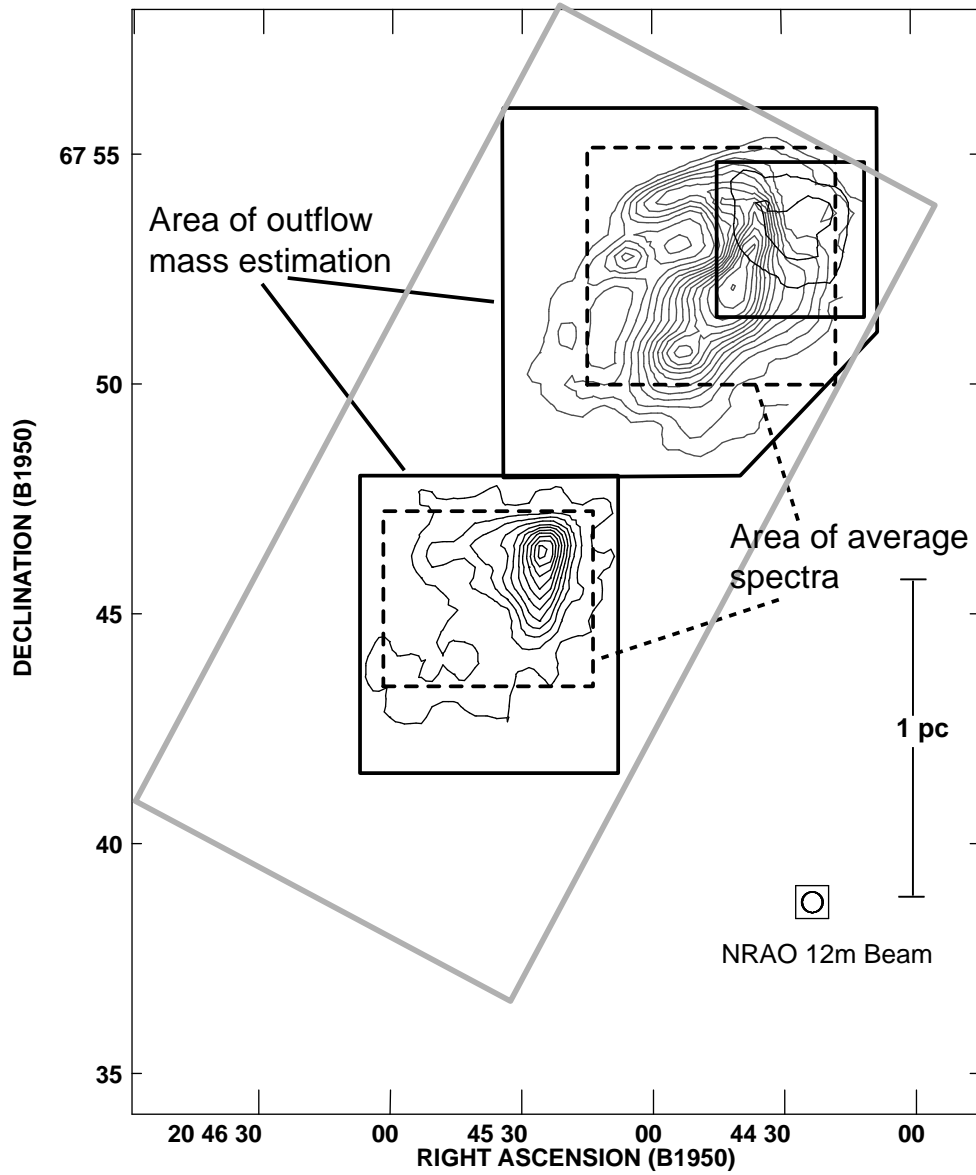 67 55
Area of outflow
mass estimation
50
DECLINATION (B1950)
Area of average
spectra
45
1 pc
40
NRAO 12m Beam
35
20 46 30 00 45 30 00 44 30 00
RIGHT ASCENSION (B1950)